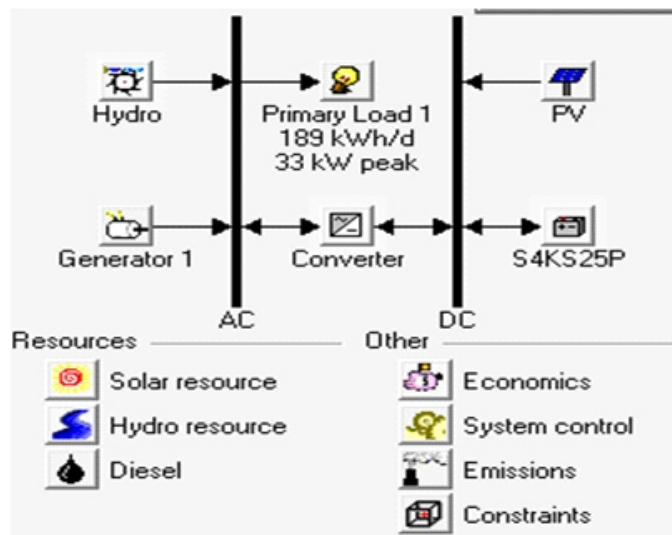 Hydro
Primary Load 1
189 kWh/d
33 kW peak
PV
Generator 1
Converter
S4KS25P
AC
DC
Resources
Other
Solar resource
Economics
Hydro resource
System control
Diesel
Emissions
Constraints